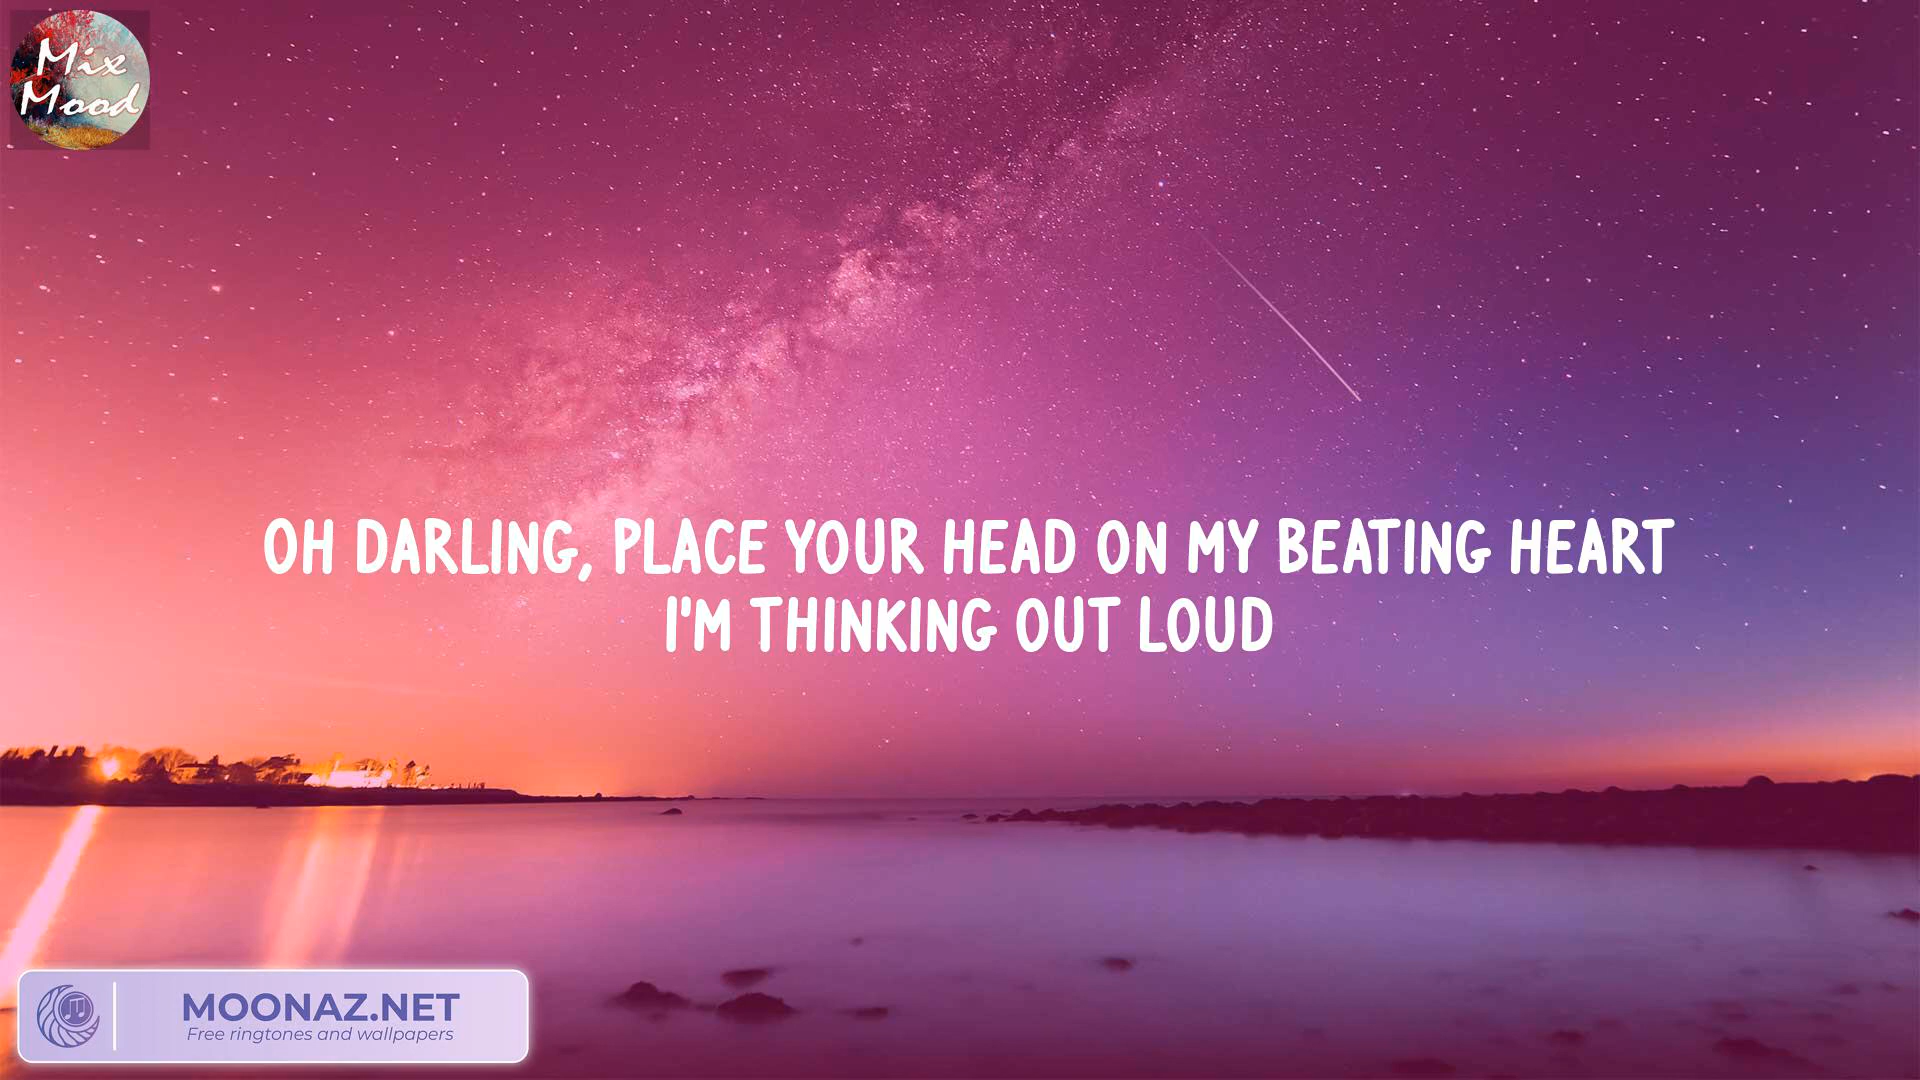 Mix
Mood
OH DARLING, PLACE YOUR HEAD ON MY BEATING HEART
I'M THINKING OUT LOUD
MOONAZ.NET
Free ringtones and wallpapers